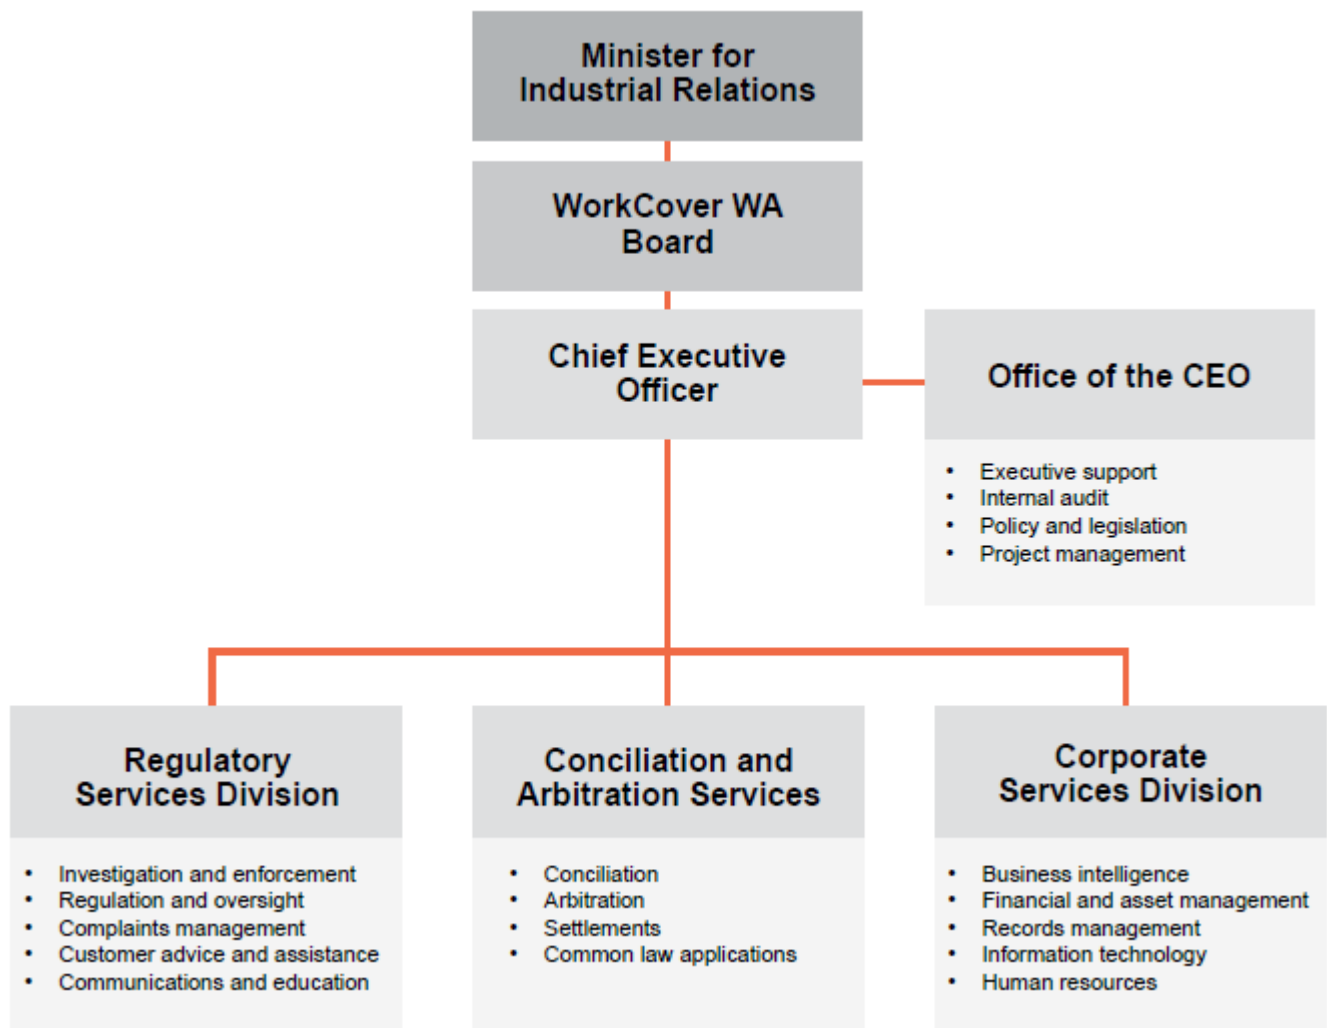 Minister for
Industrial Relations
WorkCover WA
Board
Chief Executive
Officer
Office of the CEO
• Executive support
• Internal audit
• Policy and legislation
• Project management
Regulatory
Services Division
• Investigation and enforcement
• Regulation and oversight
• Complaints management
• Customer advice and assistance
• Communications and education
Conciliation and
Arbitration Services
• Conciliation
• Arbitration
• Settlements
• Common law applications
Corporate
Services Division
• Business intelligence
• Financial and asset management
• Records management
• Information technology
• Human resources